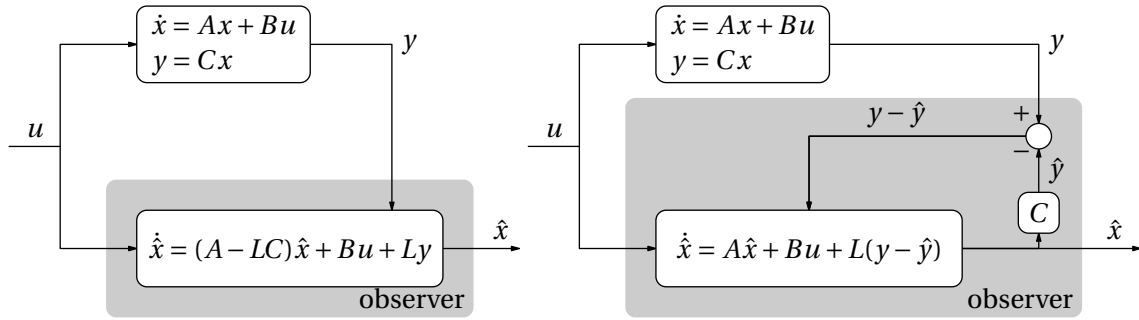 ẋ = Ax + Bu
y = Cx
y
u
x̂̇ = (A − LC)x̂ + Bu + Ly
x̂
observer
ẋ = Ax + Bu
y = Cx
y
u
y − ŷ
+
−
ŷ
C
x̂̇ = Ax̂ + Bu + L(y − ŷ)
x̂
observer